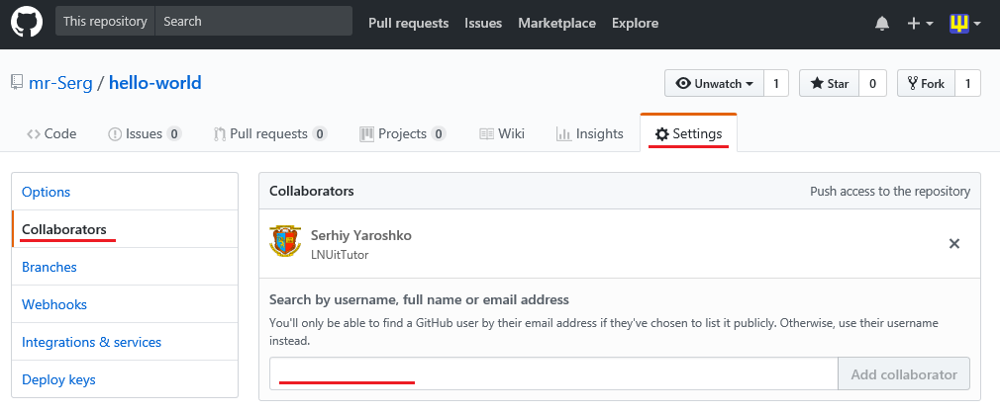 This repository Search Pull requests Issues Marketplace Explore
mr-Serg / hello-world Unwatch 1 Star 0 Fork 1
Code Issues 0 Pull requests 0 Projects 0 Wiki Insights Settings
Options
Collaborators
Branches
Webhooks
Integrations & services
Deploy keys
Collaborators Push access to the repository
Serhiy Yaroshko
LNUitTutor
Search by username, full name or email address
You'll only be able to find a GitHub user by their email address if they've chosen to list it publicly. Otherwise, use their username
instead.
Add collaborator